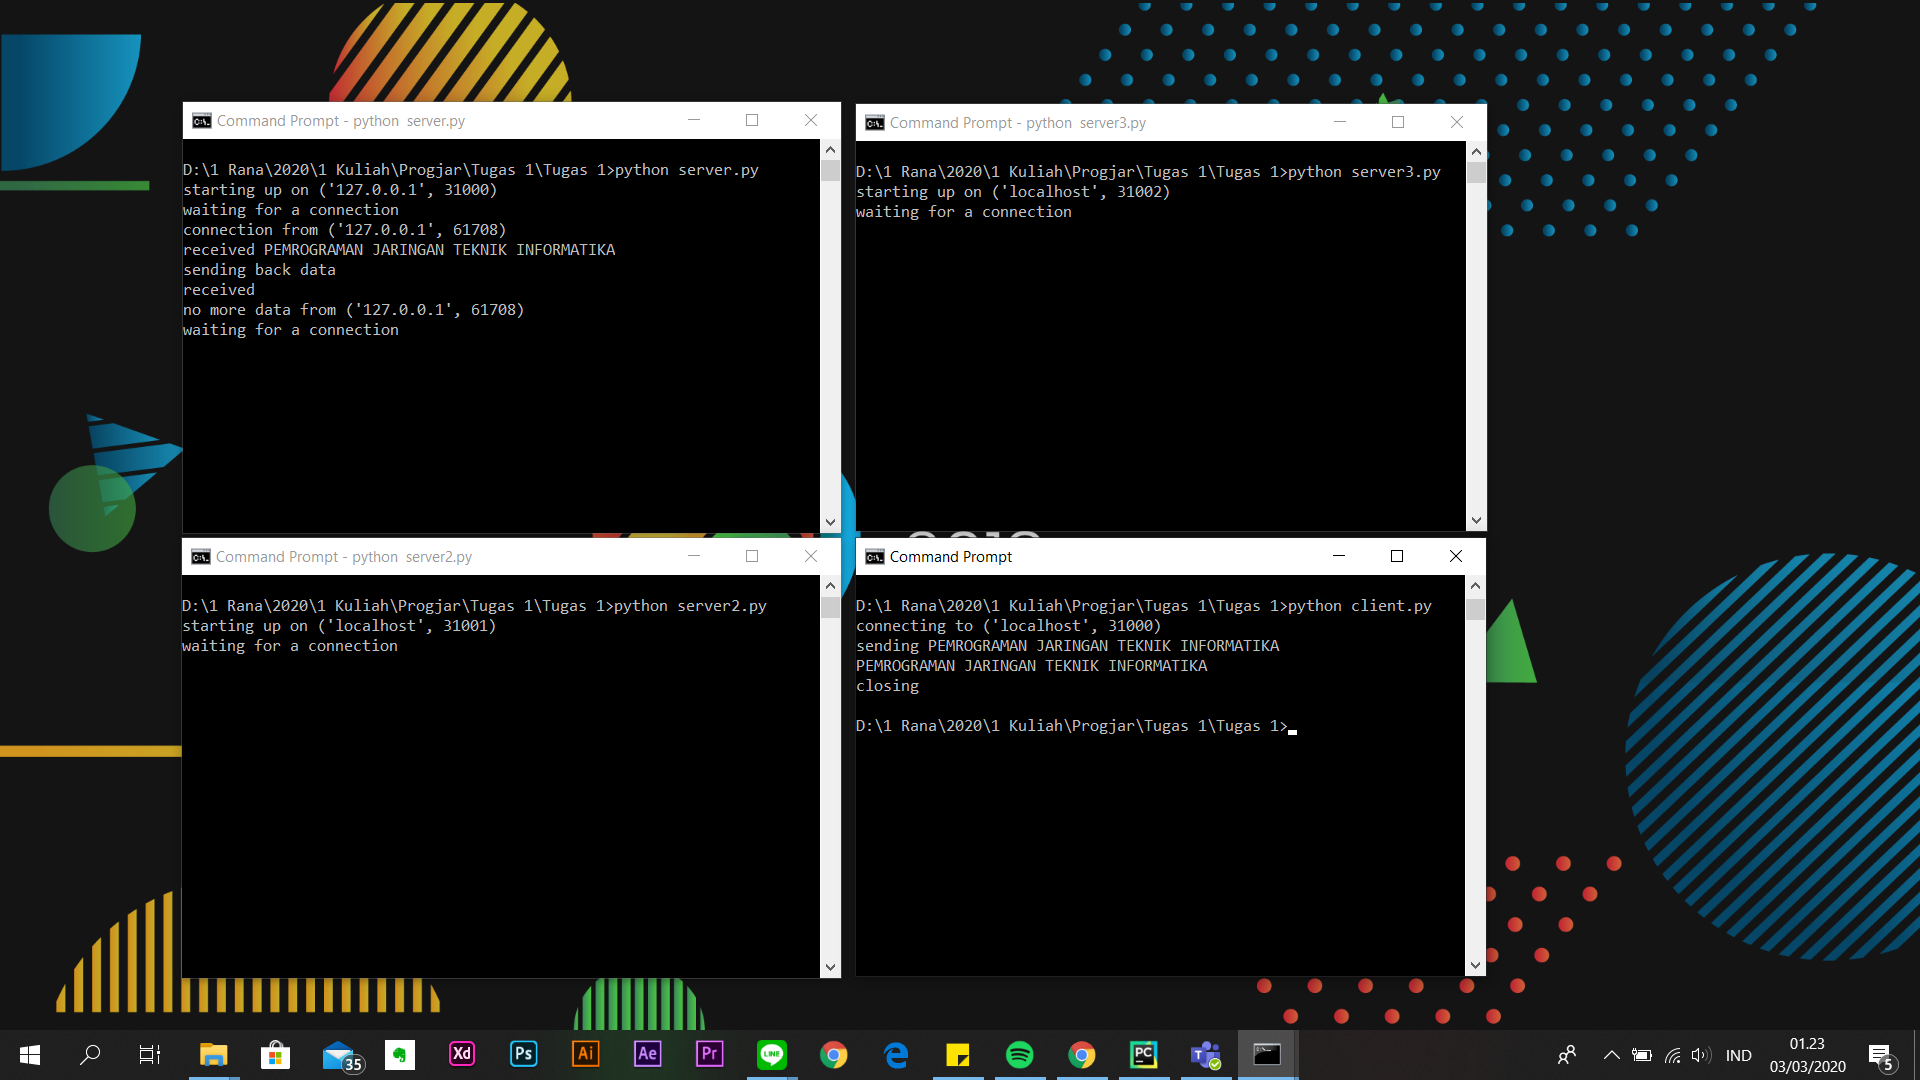 Command Prompt - python  server.py
D:\1 Rana\2020\1 Kuliah\Progjar\Tugas 1\Tugas 1>python server.py
starting up on ('127.0.0.1', 31000)
waiting for a connection
connection from ('127.0.0.1', 61708)
received PEMROGRAMAN JARINGAN TEKNIK INFORMATIKA
sending back data
received
no more data from ('127.0.0.1', 61708)
waiting for a connection
Command Prompt - python  server3.py
D:\1 Rana\2020\1 Kuliah\Progjar\Tugas 1\Tugas 1>python server3.py
starting up on ('localhost', 31002)
waiting for a connection
Command Prompt - python  server2.py
D:\1 Rana\2020\1 Kuliah\Progjar\Tugas 1\Tugas 1>python server2.py
starting up on ('localhost', 31001)
waiting for a connection
Command Prompt
D:\1 Rana\2020\1 Kuliah\Progjar\Tugas 1\Tugas 1>python client.py
connecting to ('localhost', 31000)
sending PEMROGRAMAN JARINGAN TEKNIK INFORMATIKA
PEMROGRAMAN JARINGAN TEKNIK INFORMATIKA
closing
D:\1 Rana\2020\1 Kuliah\Progjar\Tugas 1\Tugas 1>
35
Xd
Ps
Ai
Ae
Pr
LINE
PC
IND
01.23
03/03/2020
5